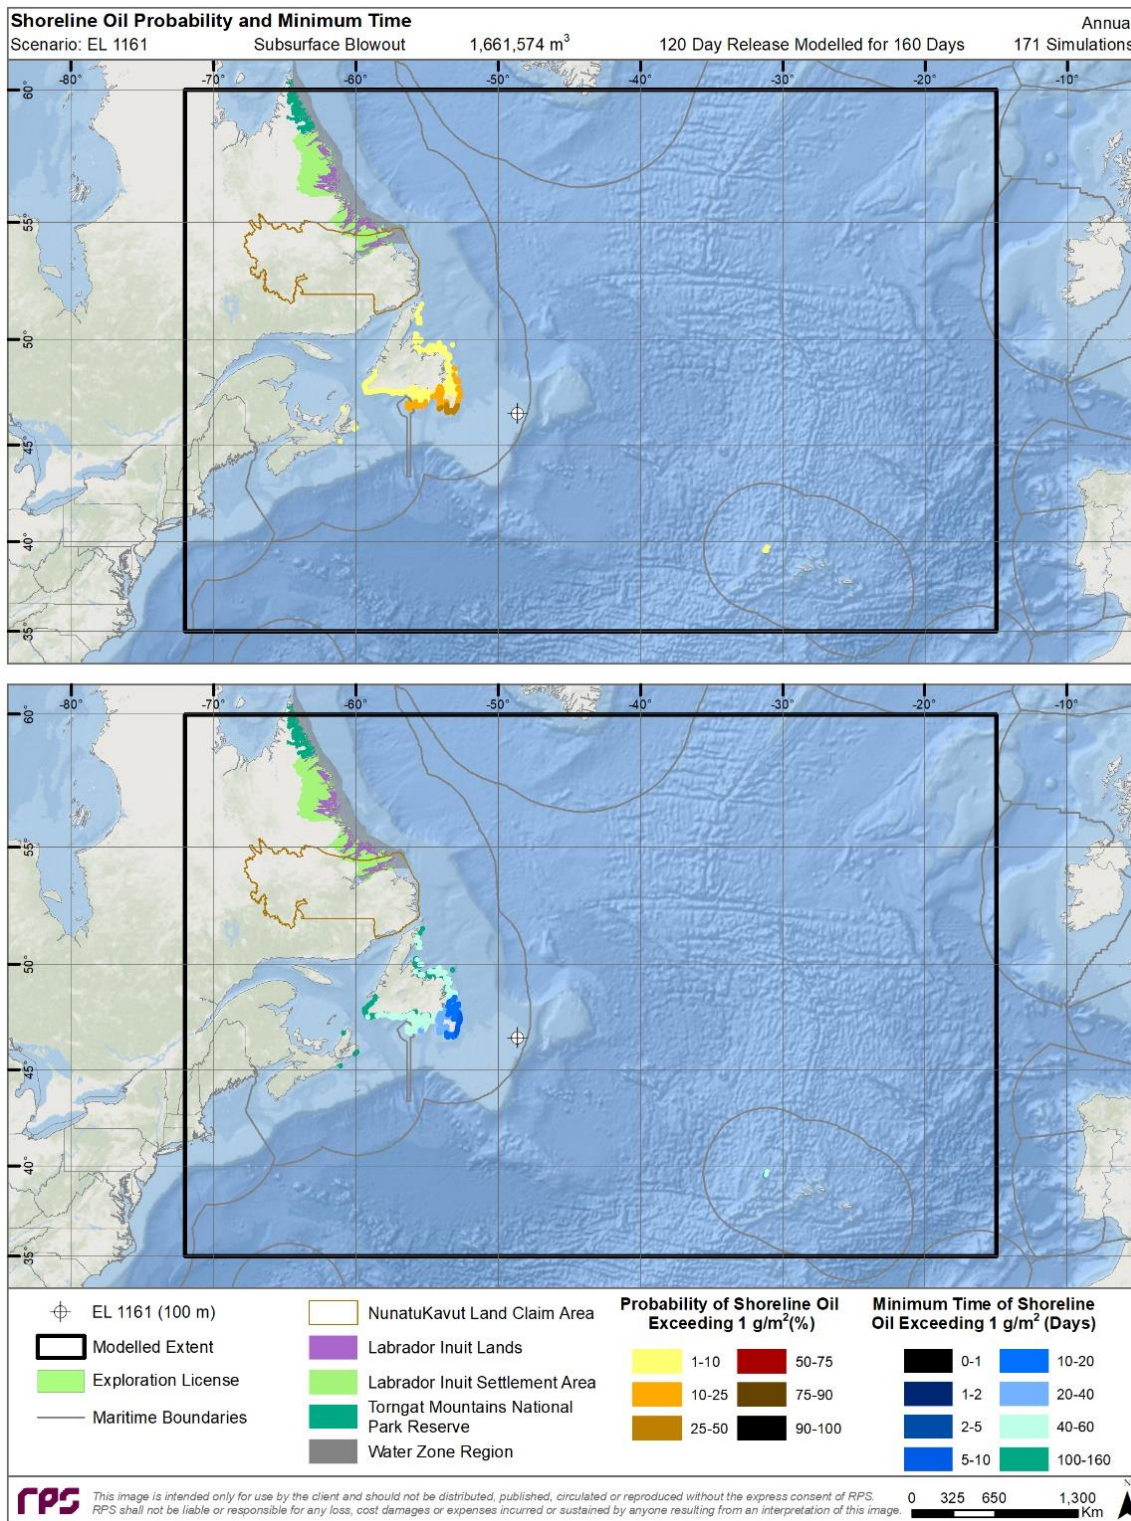 Shoreline Oil Probability and Minimum Time
Annua
Scenario: EL 1161 Subsurface Blowout 1,661,574 m³ 120 Day Release Modelled for 160 Days 171 Simulations
-80° -70° -60° -50° -40° -30° -20° -10°
60°
55°
50°
45°
40°
35°
-80° -70° -60° -50° -40° -30° -20° -10°
60°
55°
50°
45°
40°
35°
EL 1161 (100 m)
Modelled Extent
Exploration License
Maritime Boundaries
NunatuKavut Land Claim Area
Labrador Inuit Lands
Labrador Inuit Settlement Area
Torngat Mountains National
Park Reserve
Water Zone Region
Probability of Shoreline Oil
Exceeding 1 g/m²(%)
1-10 50-75
10-25 75-90
25-50 90-100
Minimum Time of Shoreline
Oil Exceeding 1 g/m² (Days)
0-1 10-20
1-2 20-40
2-5 40-60
5-10 100-160
rps
This image is intended only for use by the client and should not be distributed, published, circulated or reproduced without the express consent of RPS.
RPS shall not be liable or responsible for any loss, cost damages or expenses incurred or sustained by anyone resulting from an interpretation of this image.
0 325 650 1,300
Km
N